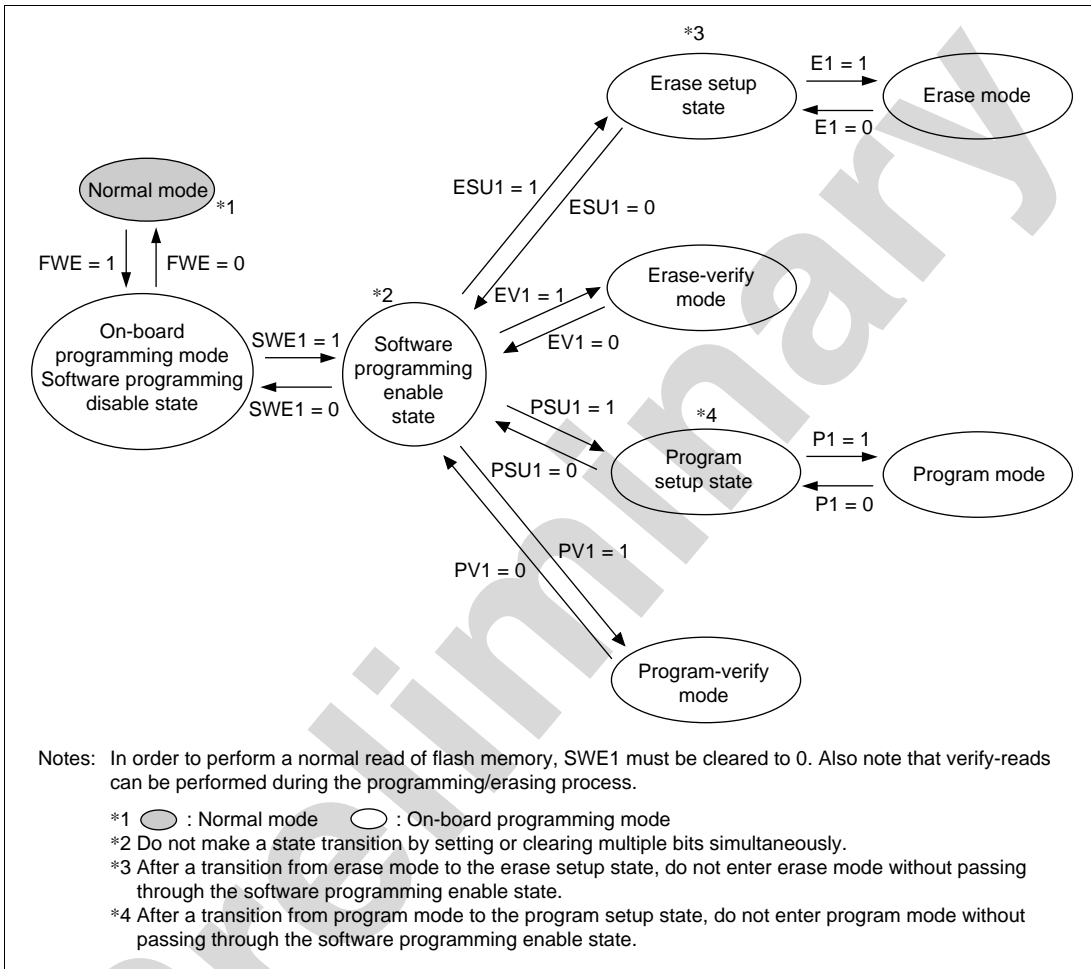 *3
Erase setup
state
E1 = 1
E1 = 0
Erase mode
Normal mode
*1
ESU1 = 1
ESU1 = 0
FWE = 1
FWE = 0
Erase-verify
mode
*2
EV1 = 1
EV1 = 0
On-board
programming mode
Software programming
disable state
SWE1 = 1
SWE1 = 0
Software
programming
enable
state
PSU1 = 1
PSU1 = 0
*4
Program
setup state
P1 = 1
P1 = 0
Program mode
PV1 = 1
PV1 = 0
Program-verify
mode
Notes: In order to perform a normal read of flash memory, SWE1 must be cleared to 0. Also note that verify-reads
can be performed during the programming/erasing process.
*1 : Normal mode : On-board programming mode
*2 Do not make a state transition by setting or clearing multiple bits simultaneously.
*3 After a transition from erase mode to the erase setup state, do not enter erase mode without passing
through the software programming enable state.
*4 After a transition from program mode to the program setup state, do not enter program mode without
passing through the software programming enable state.
Preliminary